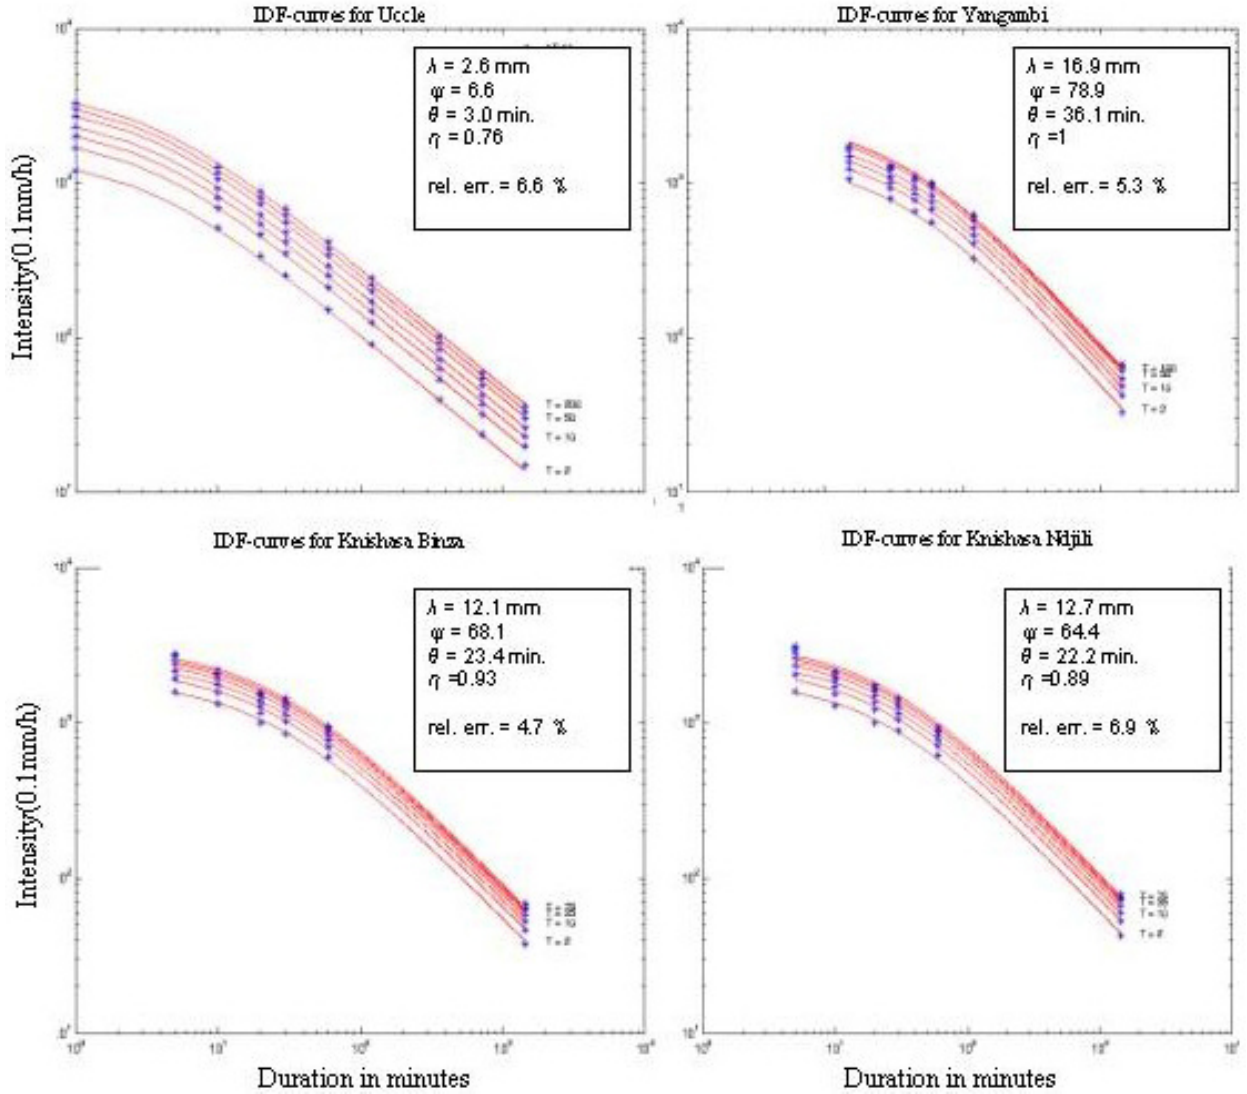 IDF-curves for Uccle
λ = 2.6 mm
ψ = 6.6
θ = 3.0 min.
η = 0.76
rel. err. = 6.6 %
Intensity(0.1mm/h)
T = 50
T = 10
T = 2
IDF-curves for Yangambi
λ = 16.9 mm
ψ = 78.9
θ = 36.1 min.
η =1
rel. err. = 5.3 %
T = 10
T = 2
IDF-curves for Knishasa Binza
λ = 12.1 mm
ψ = 68.1
θ = 23.4 min.
η =0.93
rel. err. = 4.7 %
Intensity(0.1mm/h)
T = 10
T = 2
Duration in minutes
IDF-curves for Knishasa Ndjili
λ = 12.7 mm
ψ = 64.4
θ = 22.2 min.
η =0.89
rel. err. = 6.9 %
T = 10
T = 2
Duration in minutes